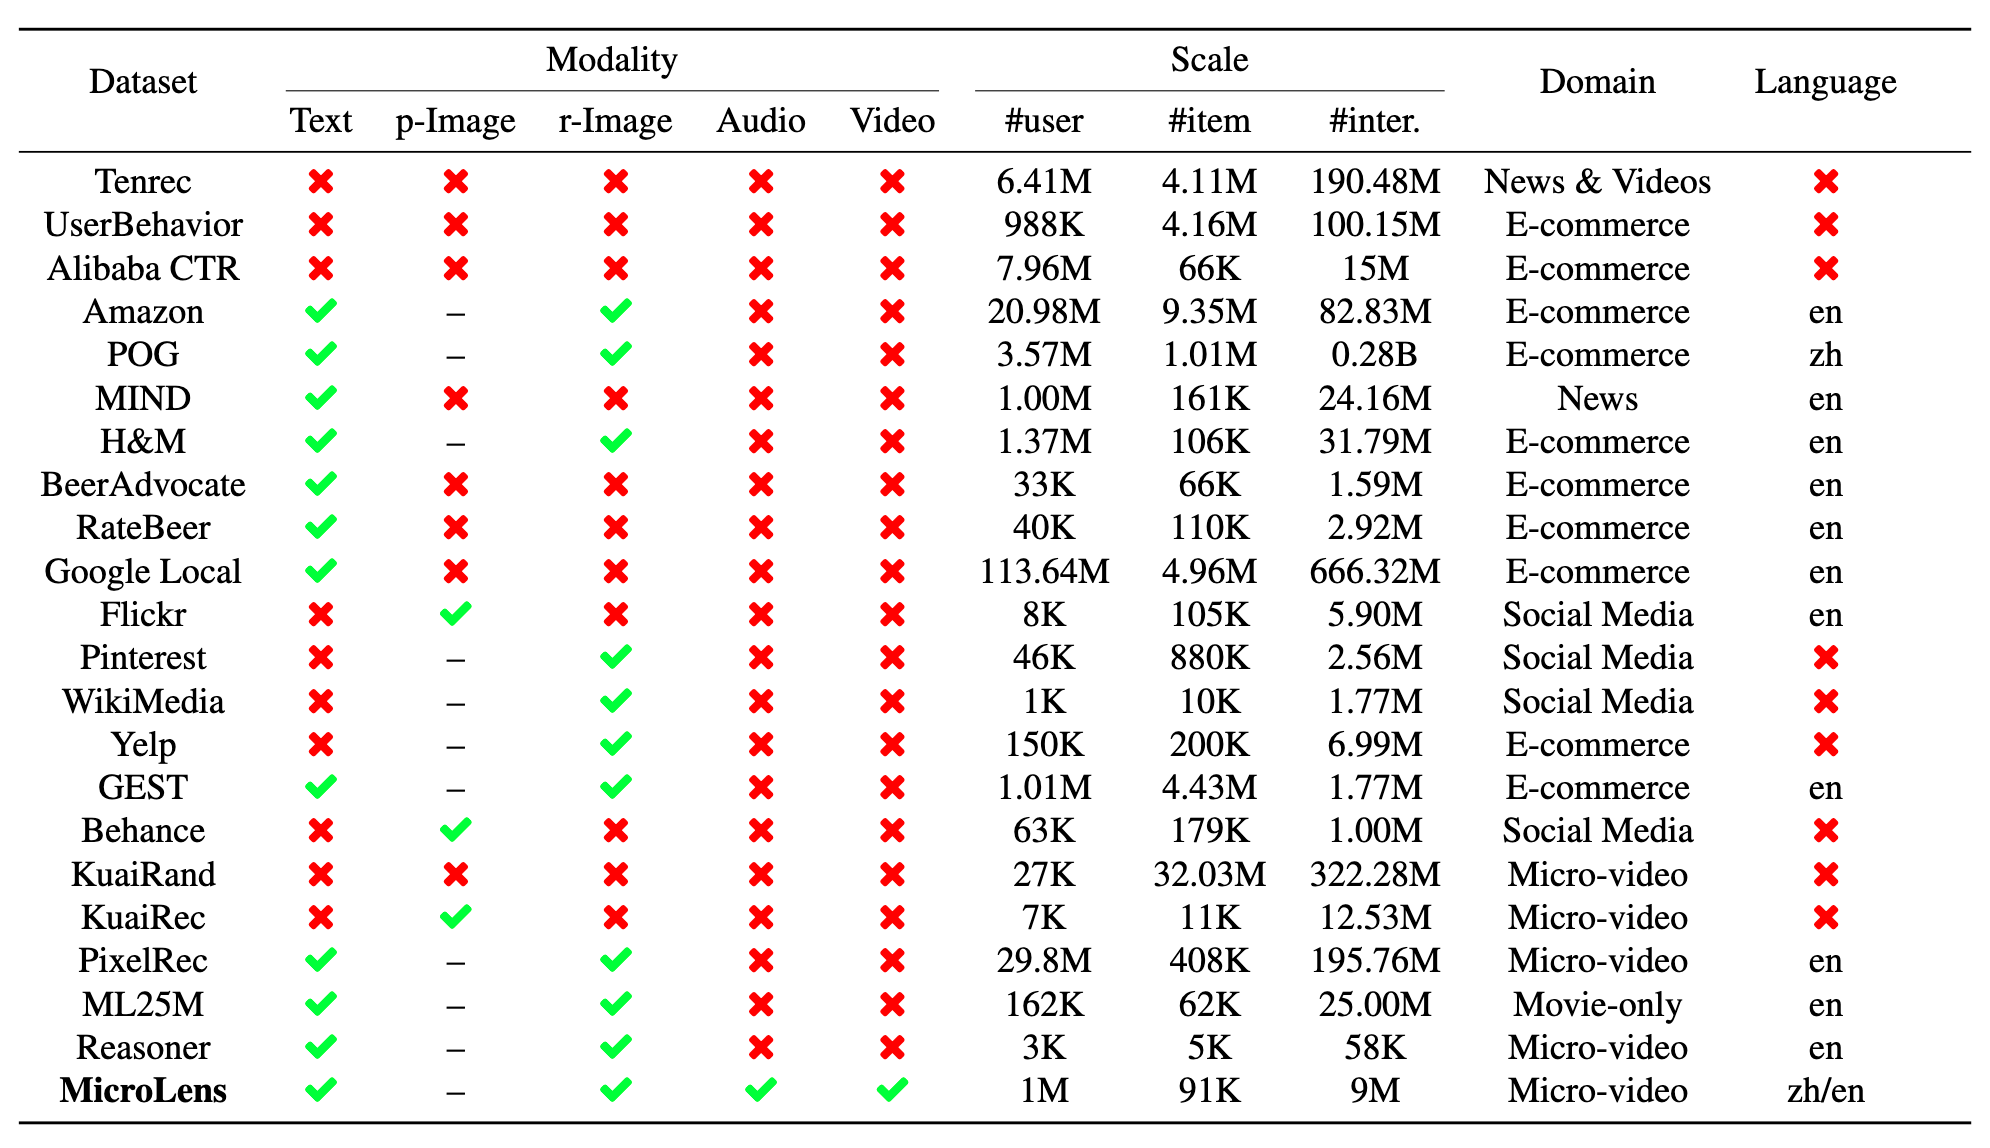 Dataset Modality Scale Domain Language
Text p-Image r-Image Audio Video #user #item #inter.
Tenrec ✘ ✘ ✘ ✘ ✘ 6.41M 4.11M 190.48M News & Videos ✘
UserBehavior ✘ ✘ ✘ ✘ ✘ 988K 4.16M 100.15M E-commerce ✘
Alibaba CTR ✘ ✘ ✘ ✘ ✘ 7.96M 66K 15M E-commerce ✘
Amazon ✔ – ✔ ✘ ✘ 20.98M 9.35M 82.83M E-commerce en
POG ✔ – ✔ ✘ ✘ 3.57M 1.01M 0.28B E-commerce zh
MIND ✔ ✘ ✘ ✘ ✘ 1.00M 161K 24.16M News en
H&M ✔ – ✔ ✘ ✘ 1.37M 106K 31.79M E-commerce en
BeerAdvocate ✔ ✘ ✘ ✘ ✘ 33K 66K 1.59M E-commerce en
RateBeer ✔ ✘ ✘ ✘ ✘ 40K 110K 2.92M E-commerce en
Google Local ✔ ✘ ✘ ✘ ✘ 113.64M 4.96M 666.32M E-commerce en
Flickr ✘ ✔ ✘ ✘ ✘ 8K 105K 5.90M Social Media en
Pinterest ✘ – ✔ ✘ ✘ 46K 880K 2.56M Social Media ✘
WikiMedia ✘ – ✔ ✘ ✘ 1K 10K 1.77M Social Media ✘
Yelp ✘ – ✔ ✘ ✘ 150K 200K 6.99M E-commerce ✘
GEST ✔ – ✔ ✘ ✘ 1.01M 4.43M 1.77M E-commerce en
Behance ✘ ✔ ✘ ✘ ✘ 63K 179K 1.00M Social Media ✘
KuaiRand ✘ ✘ ✘ ✘ ✘ 27K 32.03M 322.28M Micro-video ✘
KuaiRec ✘ ✔ ✘ ✘ ✘ 7K 11K 12.53M Micro-video ✘
PixelRec ✔ – ✔ ✘ ✘ 29.8M 408K 195.76M Micro-video en
ML25M ✔ – ✔ ✘ ✘ 162K 62K 25.00M Movie-only en
Reasoner ✔ – ✔ ✘ ✘ 3K 5K 58K Micro-video en
MicroLens ✔ – ✔ ✔ ✔ 1M 91K 9M Micro-video zh/en